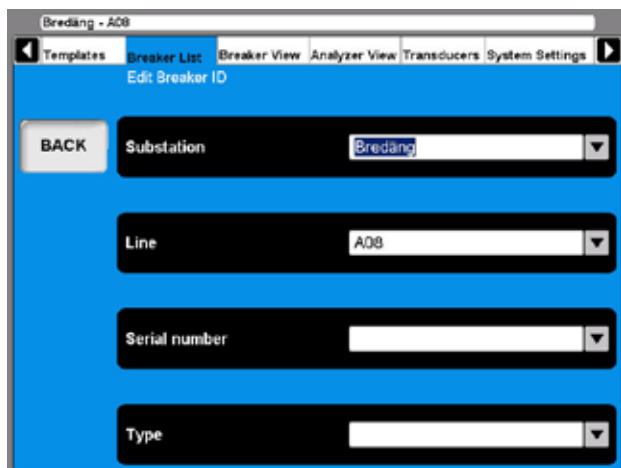 Bredäng - A08
Templates Breaker List Breaker View Analyzer View Transducers System Settings
Edit Breaker ID
BACK
Substation Bredäng
Line A08
Serial number
Type